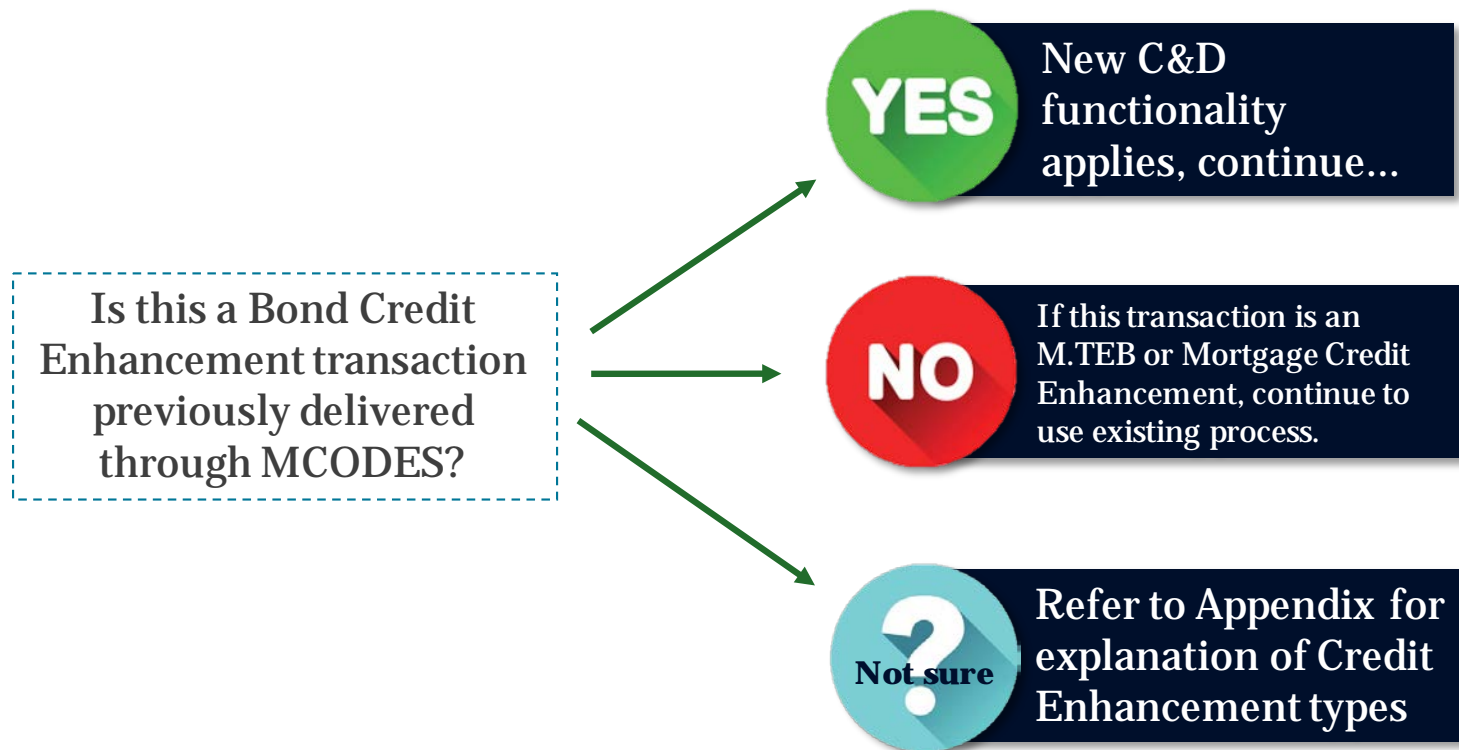 Is this a Bond Credit
Enhancement transaction
previously delivered
through MCODES?
YES
New C&D
functionality
applies, continue...
NO
If this transaction is an
M.TEB or Mortgage Credit
Enhancement, continue to
use existing process.
?
Not sure
Refer to Appendix for
explanation of Credit
Enhancement types